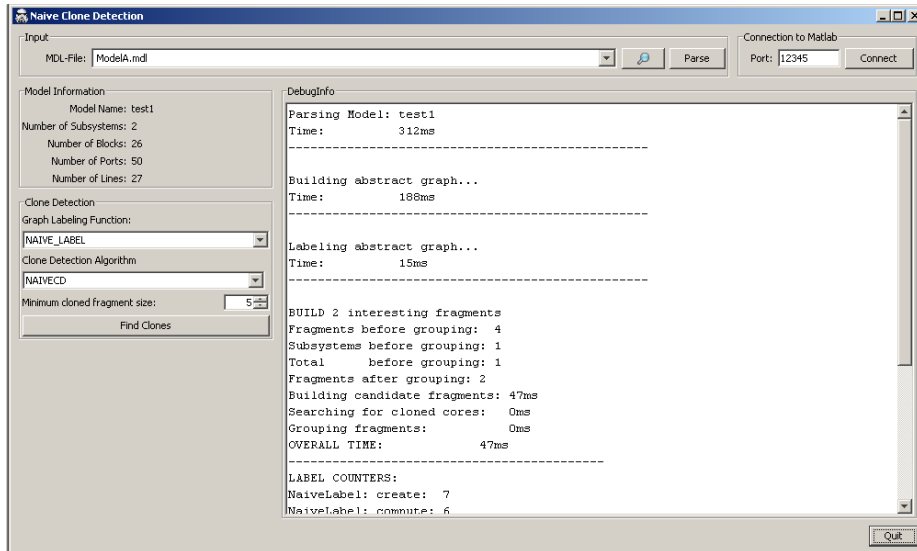 Naive Clone Detection
Input
MDL-File: ModelA.mdl
Parse
Connection to Matlab
Port: 12345
Connect
Model Information
Model Name: test1
Number of Subsystems: 2
Number of Blocks: 26
Number of Ports: 50
Number of Lines: 27
Clone Detection
Graph Labeling Function:
NAIVE_LABEL
Clone Detection Algorithm
NAIVECD
Minimum cloned fragment size: 5
Find Clones
DebugInfo
Parsing Model: test1
Time: 312ms
--------------------------------------------------
Building abstract graph...
Time: 188ms
--------------------------------------------------
Labeling abstract graph...
Time: 15ms
--------------------------------------------------
BUILD 2 interesting fragments
Fragments before grouping: 4
Subsystems before grouping: 1
Total before grouping: 1
Fragments after grouping: 2
Building candidate fragments: 47ms
Searching for cloned cores: 0ms
Grouping fragments: 0ms
OVERALL TIME: 47ms
--------------------------------------------
LABEL COUNTERS:
NaiveLabel: create: 7
NaiveLabel: compute: 6
Quit